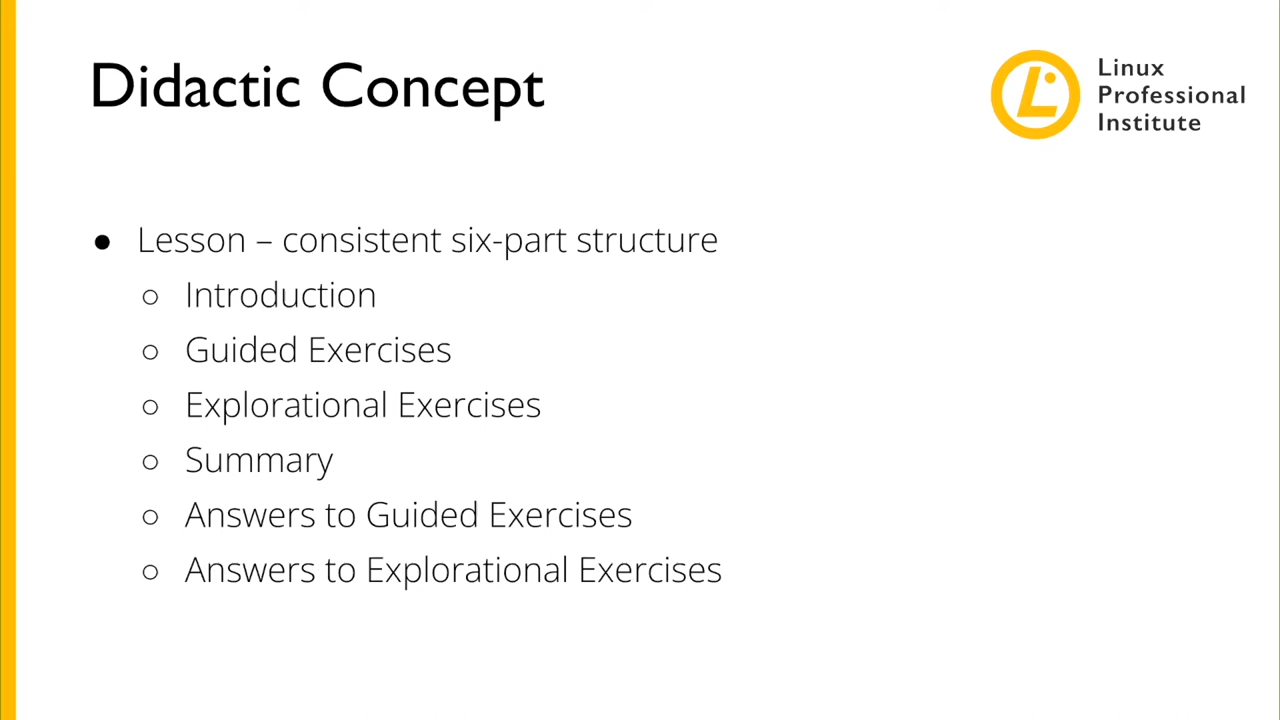 Didactic Concept
Linux
Professional
Institute
● Lesson – consistent six-part structure
○ Introduction
○ Guided Exercises
○ Explorational Exercises
○ Summary
○ Answers to Guided Exercises
○ Answers to Explorational Exercises